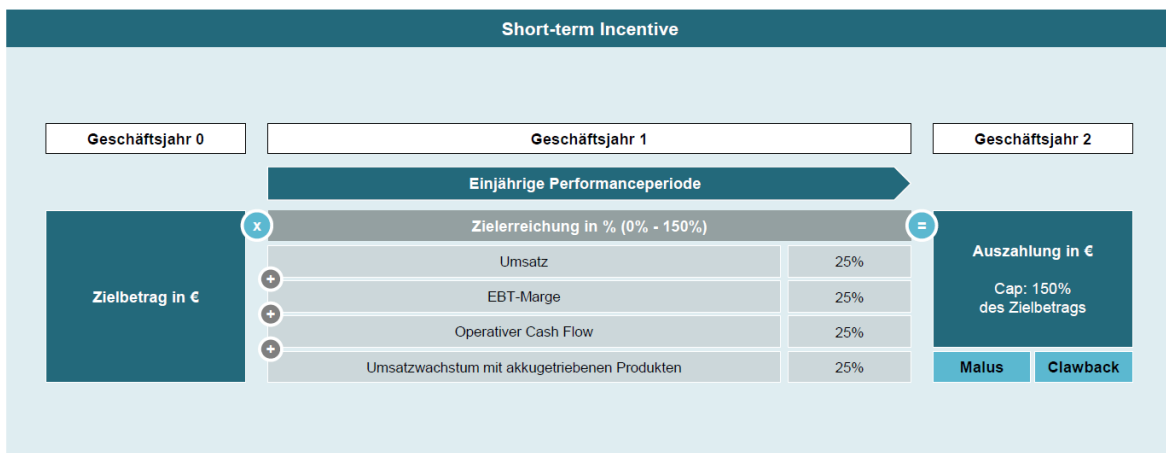 Short-term Incentive
Geschäftsjahr 0
Geschäftsjahr 1
Geschäftsjahr 2
Einjährige Performanceperiode
Zielbetrag in €
x
Zielerreichung in % (0% - 150%)
=
Umsatz 25%
+
EBT-Marge 25%
+
Operativer Cash Flow 25%
+
Umsatzwachstum mit akkugetriebenen Produkten 25%
Auszahlung in €
Cap: 150%
des Zielbetrags
Malus
Clawback